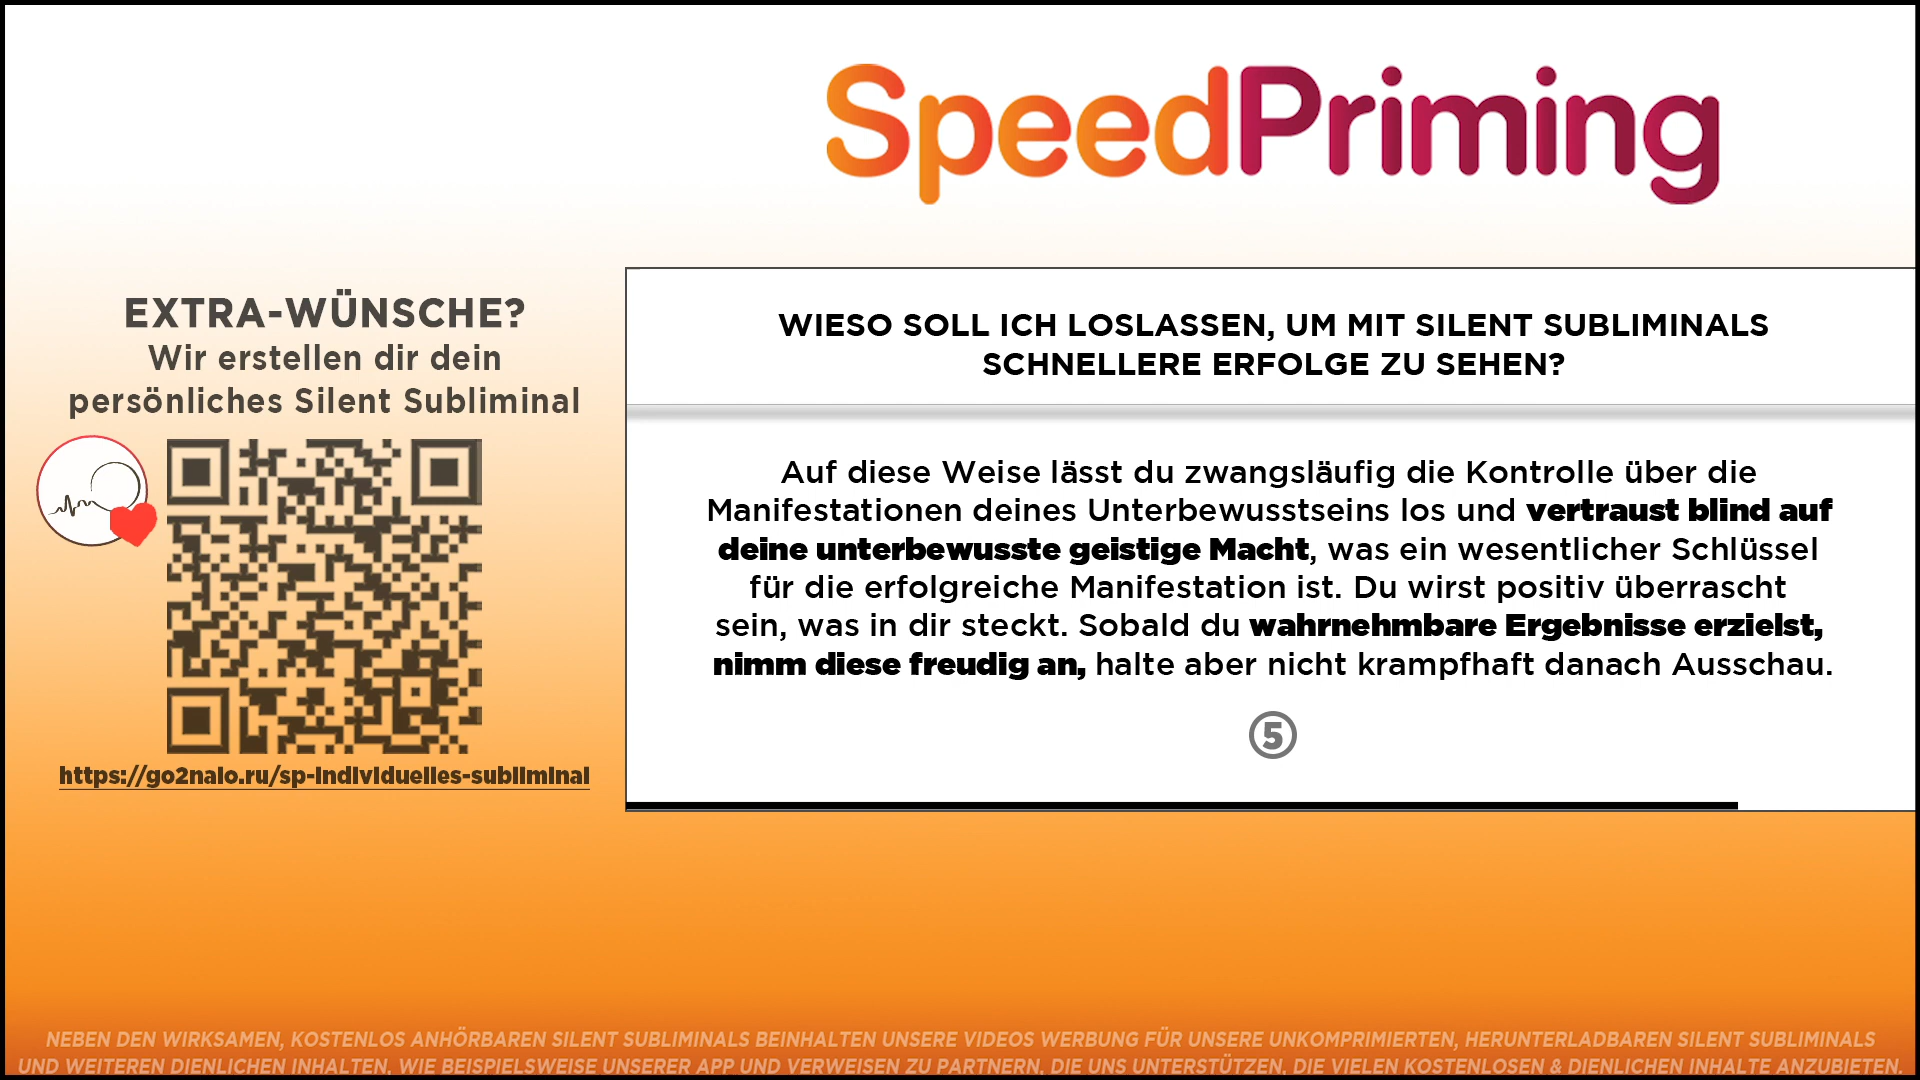 SpeedPriming
EXTRA-WÜNSCHE?
Wir erstellen dir dein
persönliches Silent Subliminal
https://go2nalo.ru/sp-individuelles-subliminal
WIESO SOLL ICH LOSLASSEN, UM MIT SILENT SUBLIMINALS
SCHNELLERE ERFOLGE ZU SEHEN?
Auf diese Weise lässt du zwangsläufig die Kontrolle über die
Manifestationen deines Unterbewusstseins los und vertraust blind auf
deine unterbewusste geistige Macht, was ein wesentlicher Schlüssel
für die erfolgreiche Manifestation ist. Du wirst positiv überrascht
sein, was in dir steckt. Sobald du wahrnehmbare Ergebnisse erzielst,
nimm diese freudig an, halte aber nicht krampfhaft danach Ausschau.
5
NEBEN DEN WIRKSAMEN, KOSTENLOS ANHÖRBAREN SILENT SUBLIMINALS BEINHALTEN UNSERE VIDEOS WERBUNG FÜR UNSERE UNKOMPRIMIERTEN, HERUNTERLADBAREN SILENT SUBLIMINALS
UND WEITEREN DIENLICHEN INHALTEN, WIE BEISPIELSWEISE UNSERER APP UND VERWEISEN ZU PARTNERN, DIE UNS UNTERSTÜTZEN, DIE VIELEN KOSTENLOSEN & DIENLICHEN INHALTE ANZUBIETEN.